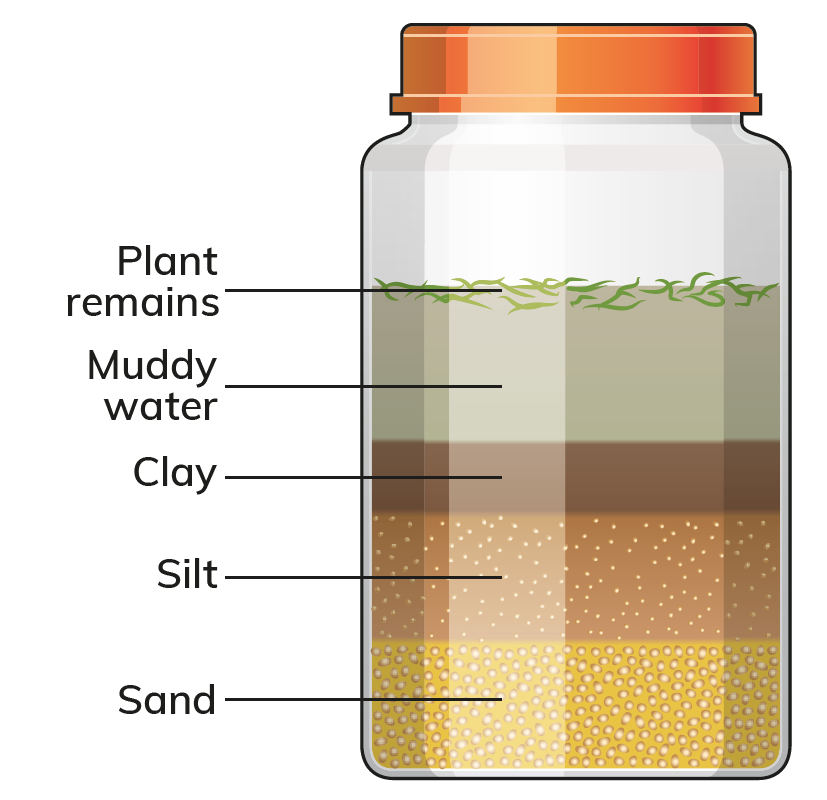 Plant
remains
Muddy
water
Clay
Silt
Sand